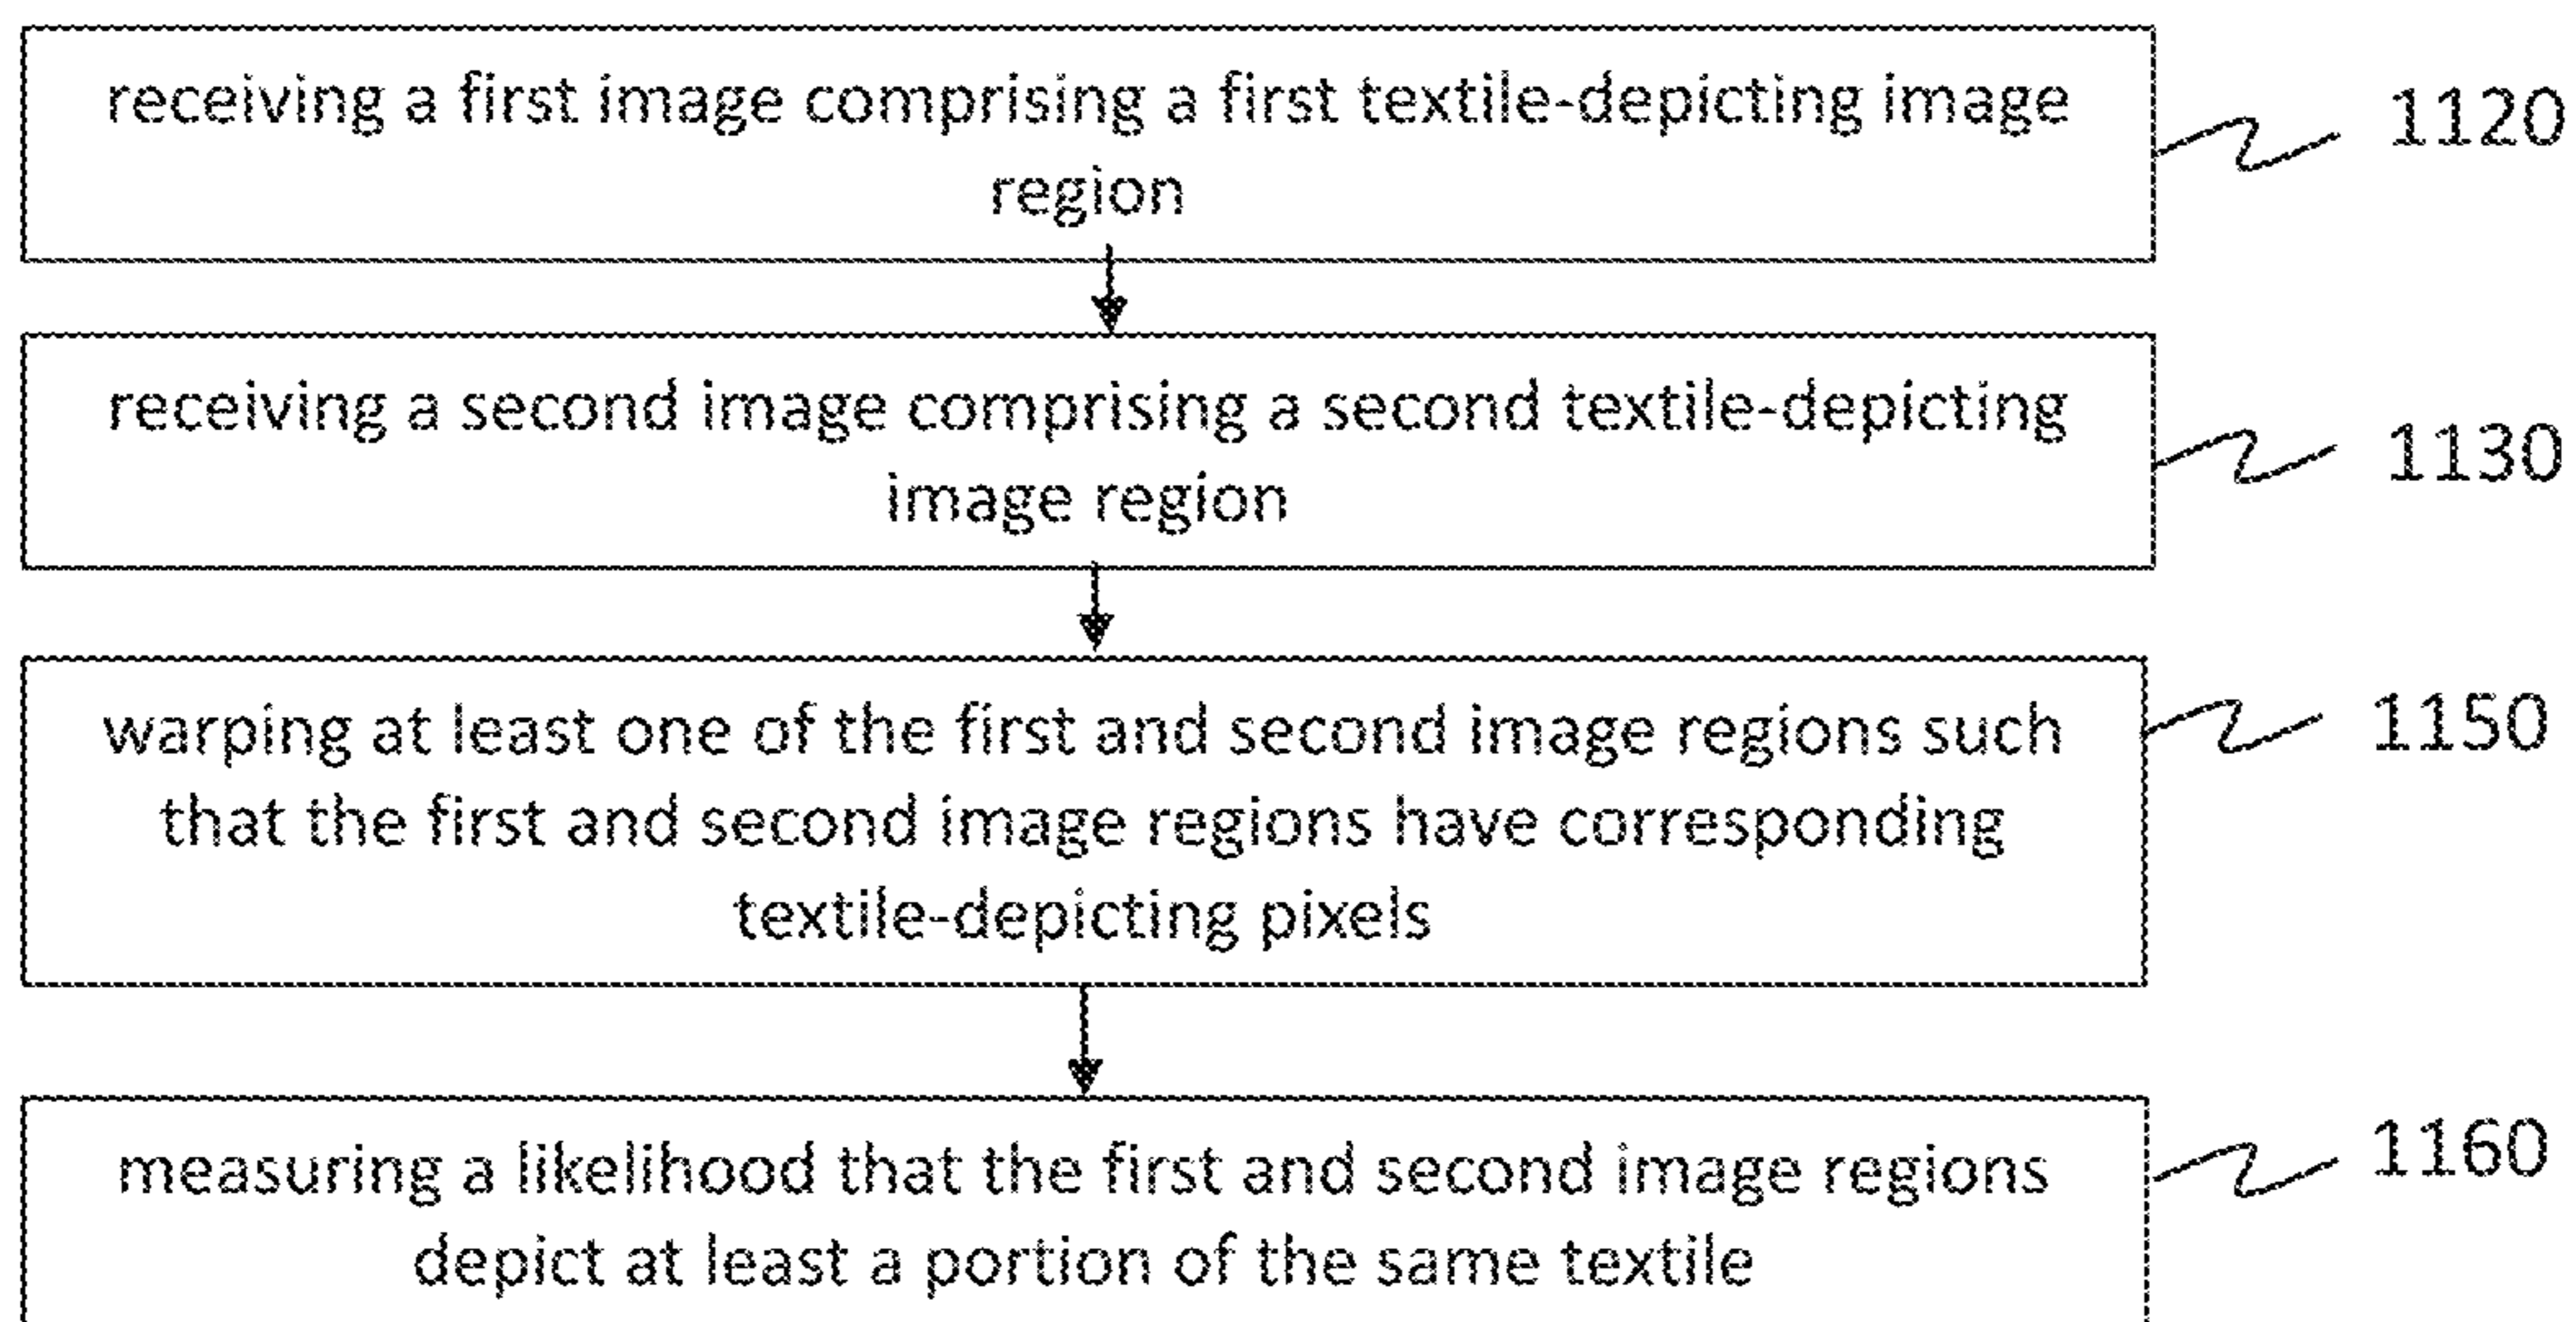 receiving a first image comprising a first textile-depicting image
region
1120
receiving a second image comprising a second textile-depicting
image region
1130
warping at least one of the first and second image regions such
that the first and second image regions have corresponding
textile-depicting pixels
1150
measuring a likelihood that the first and second image regions
depict at least a portion of the same textile
1160